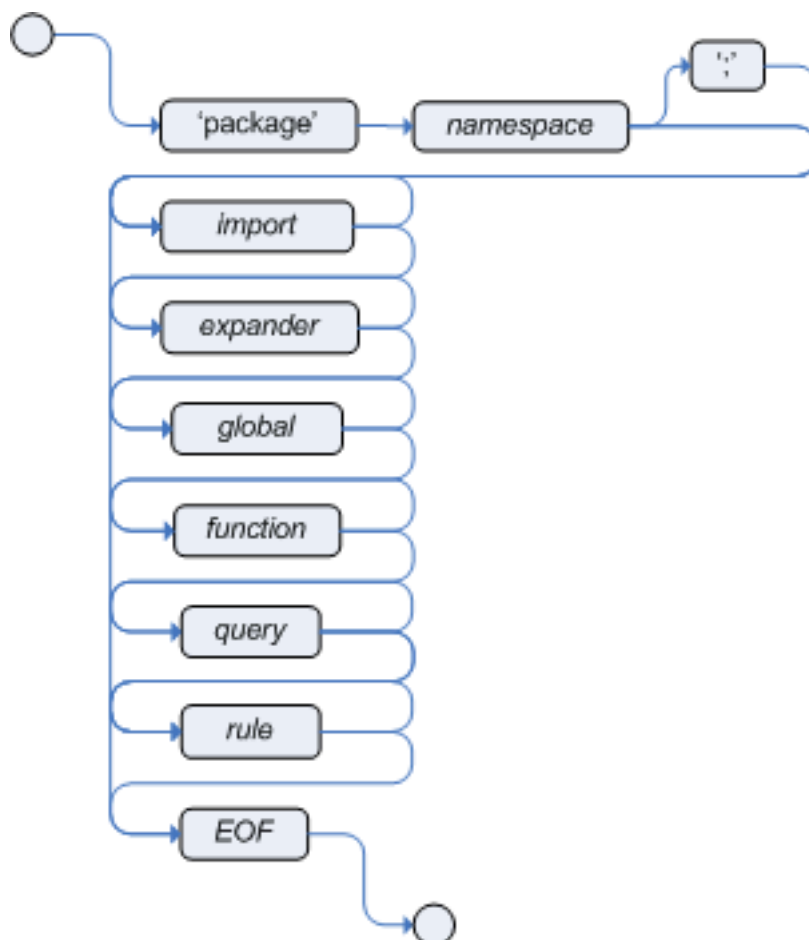 ';'
‘package’ namespace
import
expander
global
function
query
rule
EOF